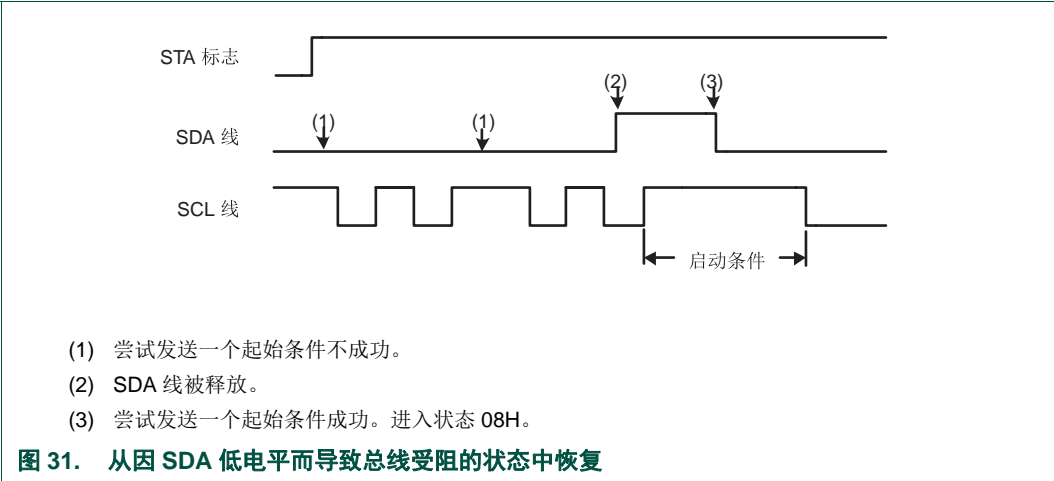 STA 标志
(2) (3)
(1) (1)
SDA 线
SCL 线
启动条件
(1) 尝试发送一个起始条件不成功。
(2) SDA 线被释放。
(3) 尝试发送一个起始条件成功。进入状态 08H。
图 31. 从因 SDA 低电平而导致总线受阻的状态中恢复